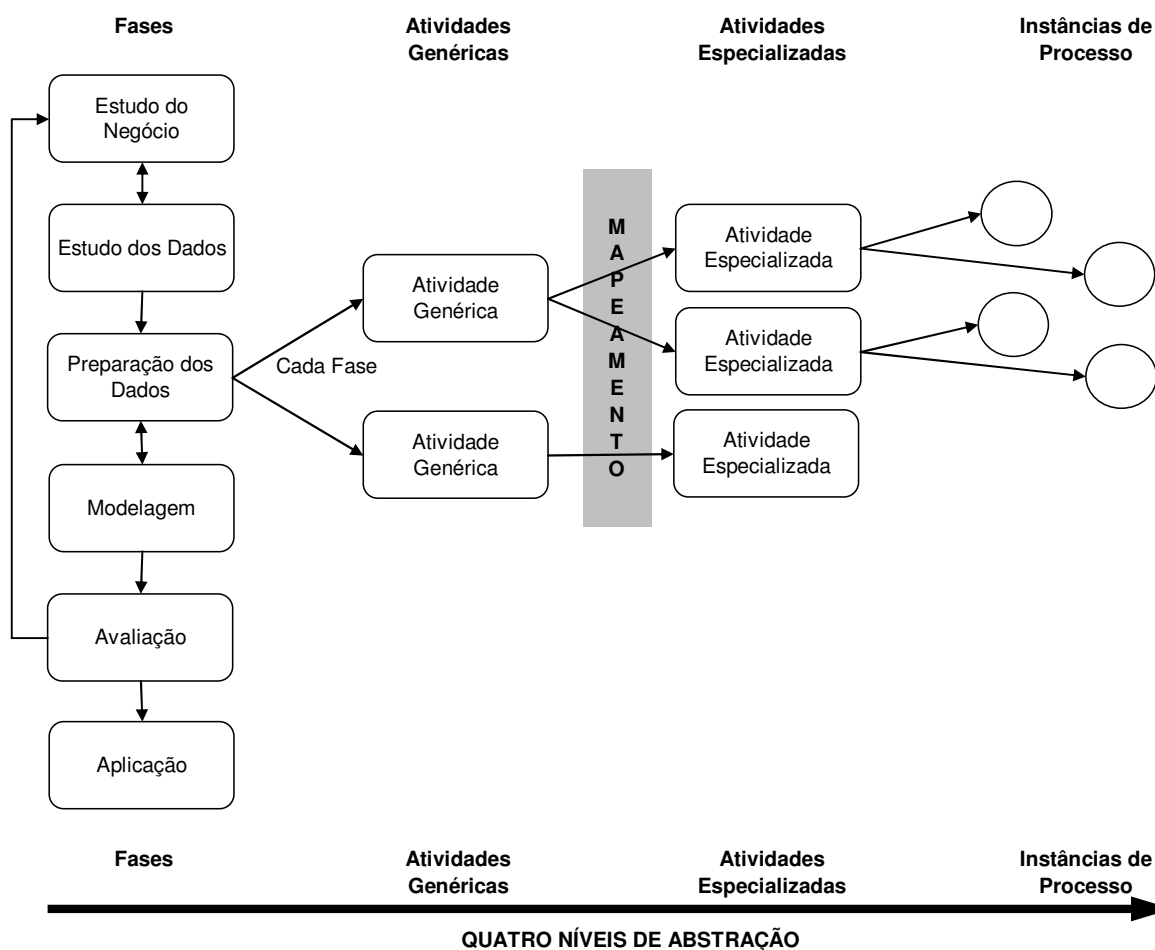 Fases
Atividades
Genéricas
Atividades
Especializadas
Instâncias de
Processo
Estudo do
Negócio
Estudo dos Dados
Preparação dos
Dados
Modelagem
Avaliação
Aplicação
Cada Fase
Atividade
Genérica
Atividade
Genérica
M
A
P
E
A
M
E
N
T
O
Atividade
Especializada
Atividade
Especializada
Atividade
Especializada
Fases
Atividades
Genéricas
Atividades
Especializadas
Instâncias de
Processo
QUATRO NÍVEIS DE ABSTRAÇÃO